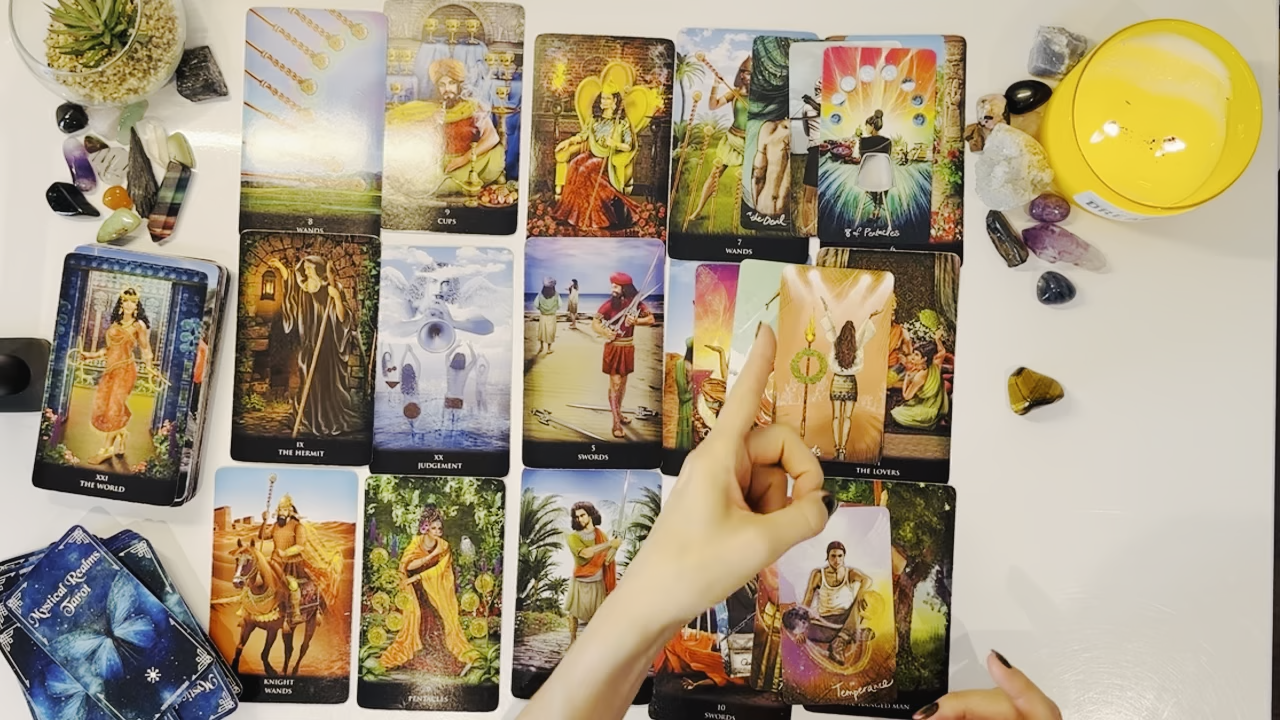 8
WANDS
9
CUPS
7
WANDS
the Devil
8 of Pentacles
XXI
THE WORLD
IX
THE HERMIT
XX
JUDGEMENT
5
SWORDS
THE LOVERS
Mystical Realms
Tarot
KNIGHT
WANDS
PENTACLES
10
SWORDS
Temperance
HANGED MAN